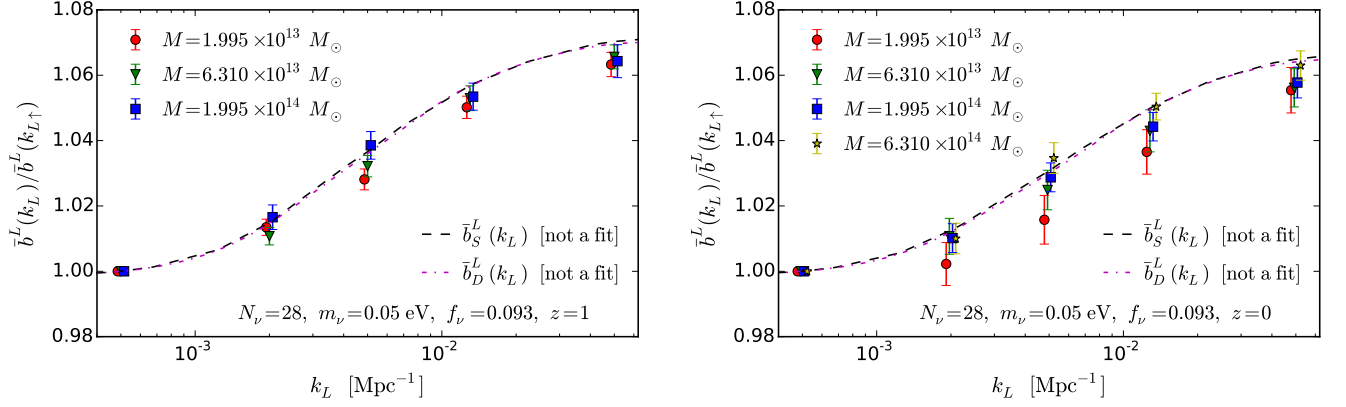 1.08
1.06
1.04
1.02
1.00
0.98
b̄^L(k_L)/b̄^L(k_{L↑})
M=1.995×10^13 M_⊙
M=6.310×10^13 M_⊙
M=1.995×10^14 M_⊙
b̄_S^L (k_L) [not a fit]
b̄_D^L (k_L) [not a fit]
N_ν=28, m_ν=0.05 eV, f_ν=0.093, z=1
10^-3 10^-2
k_L [Mpc^-1]
1.08
1.06
1.04
1.02
1.00
0.98
b̄^L(k_L)/b̄^L(k_{L↑})
M=1.995×10^13 M_⊙
M=6.310×10^13 M_⊙
M=1.995×10^14 M_⊙
M=6.310×10^14 M_⊙
b̄_S^L (k_L) [not a fit]
b̄_D^L (k_L) [not a fit]
N_ν=28, m_ν=0.05 eV, f_ν=0.093, z=0
10^-3 10^-2
k_L [Mpc^-1]